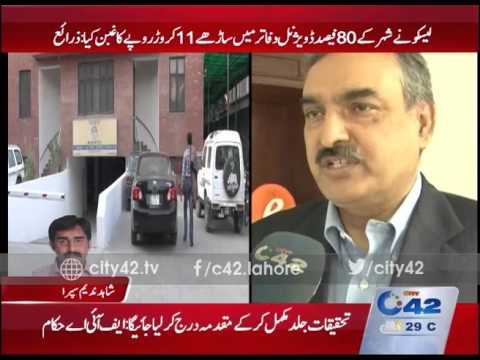 لیسکو نے شہر کے 80 فیصد ڈویژنل دفاتر میں ساڑھے 11 کروڑ روپے کا غبن کیا: ذرائع
city42.tv
/c42.lahore
شاہد ندیم سپرا
CITY
42
29 C
تحقیقات جلد مکمل کر کے مقدمہ درج کر لیا جائیگا: ایف آئی اے حکام